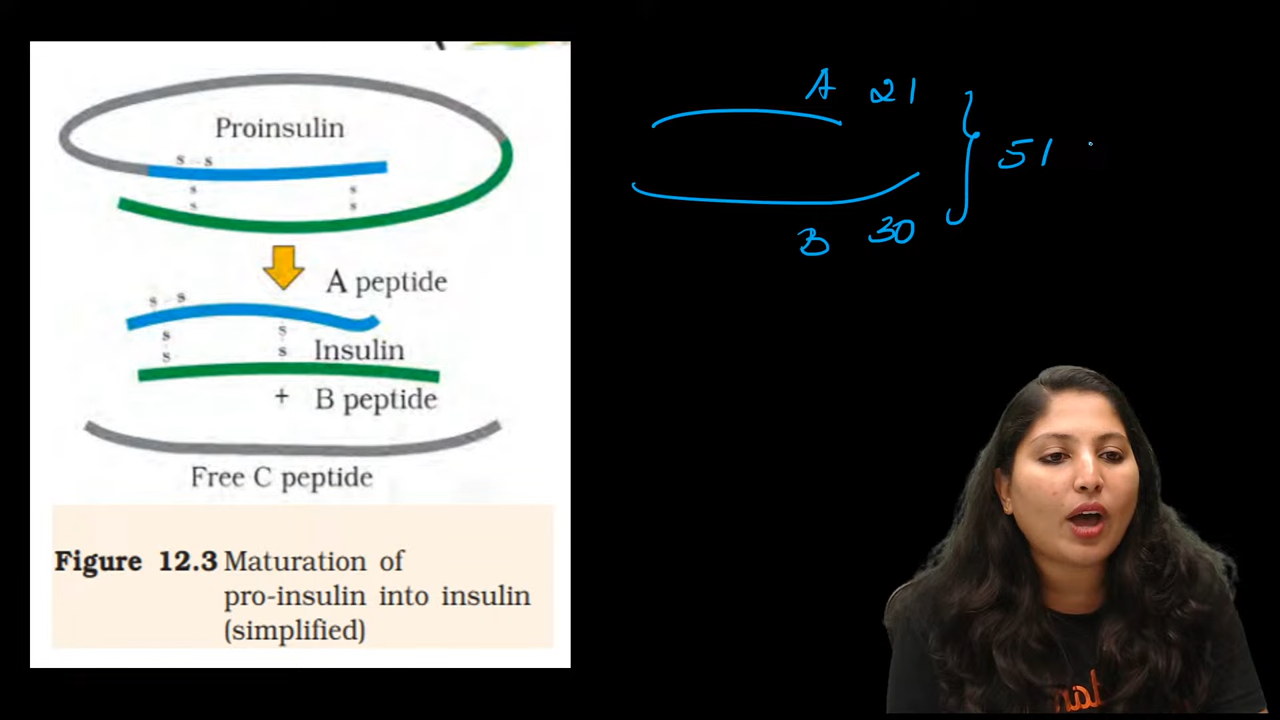 Proinsulin
s - s
s s
s s
A peptide
s - s
s s
s s
Insulin
+ B peptide
Free C peptide
Figure 12.3 Maturation of
pro-insulin into insulin
(simplified)
A 21
51
B 30